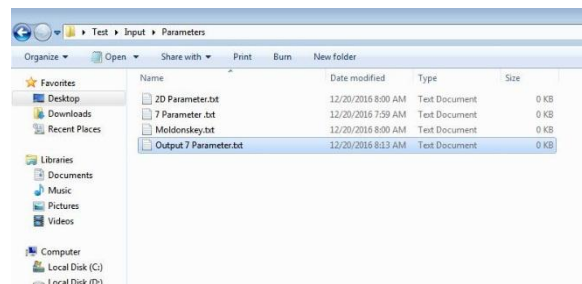 Test Input Parameters
Organize Open Share with Print Burn New folder
Name Date modified Type Size
Favorites
Desktop
Downloads
Recent Places
Libraries
Documents
Music
Pictures
Videos
Computer
Local Disk (C:)
Local Disk (D:)
2D Parameter.txt 12/20/2016 8:00 AM Text Document 0 KB
7 Parameter .txt 12/20/2016 7:59 AM Text Document 0 KB
Moldonskey.txt 12/20/2016 8:00 AM Text Document 0 KB
Output 7 Parameter.txt 12/20/2016 8:13 AM Text Document 0 KB